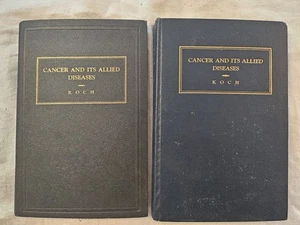 CANCER AND ITS ALLIED
DISEASES
KOCH
CANCER AND ITS ALLIED
DISEASES
KOCH